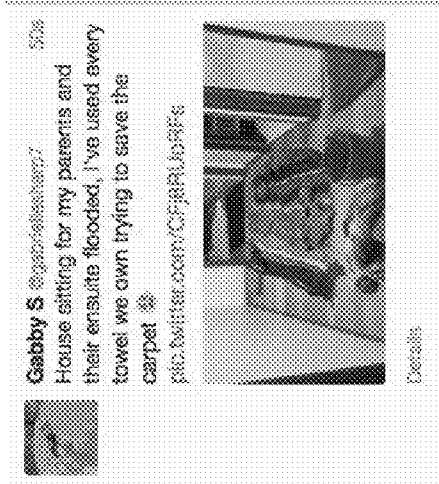 Gabby S 50s
House sitting for my parents and
their ensuite flooded, I've used every
towel we own trying to save the
carpet
Details